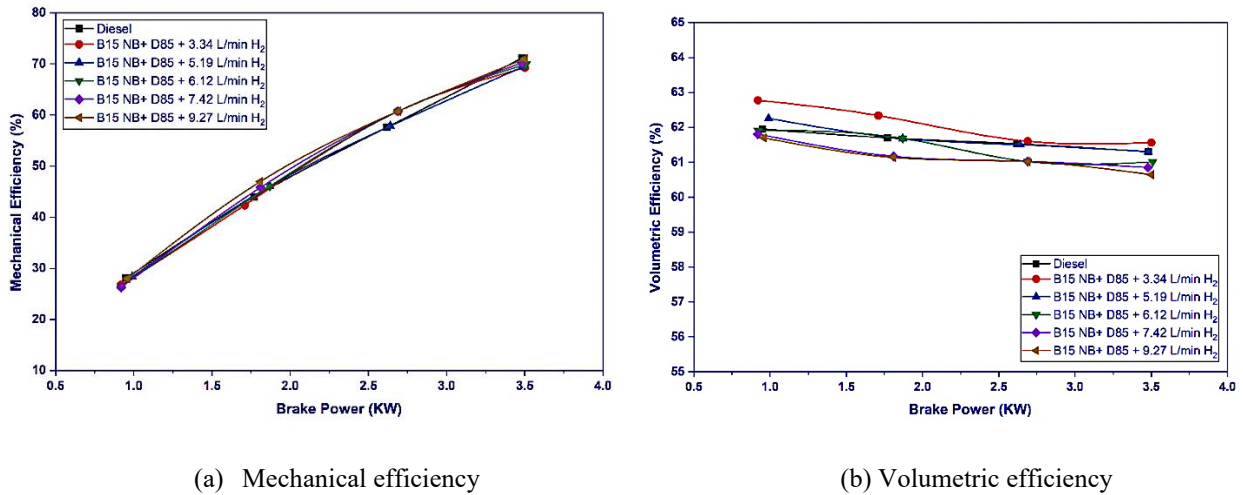 80
70
60
50
40
30
20
10
Mechanical Efficiency (%)
Diesel
B15 NB+ D85 + 3.34 L/min H2
B15 NB+ D85 + 5.19 L/min H2
B15 NB+ D85 + 6.12 L/min H2
B15 NB+ D85 + 7.42 L/min H2
B15 NB+ D85 + 9.27 L/min H2
0.5 1.0 1.5 2.0 2.5 3.0 3.5 4.0
Brake Power (KW)
(a) Mechanical efficiency
65
64
63
62
61
60
59
58
57
56
55
Volumetric Efficiency (%)
Diesel
B15 NB+ D85 + 3.34 L/min H2
B15 NB+ D85 + 5.19 L/min H2
B15 NB+ D85 + 6.12 L/min H2
B15 NB+ D85 + 7.42 L/min H2
B15 NB+ D85 + 9.27 L/min H2
0.5 1.0 1.5 2.0 2.5 3.0 3.5 4.0
Brake Power (KW)
(b) Volumetric efficiency